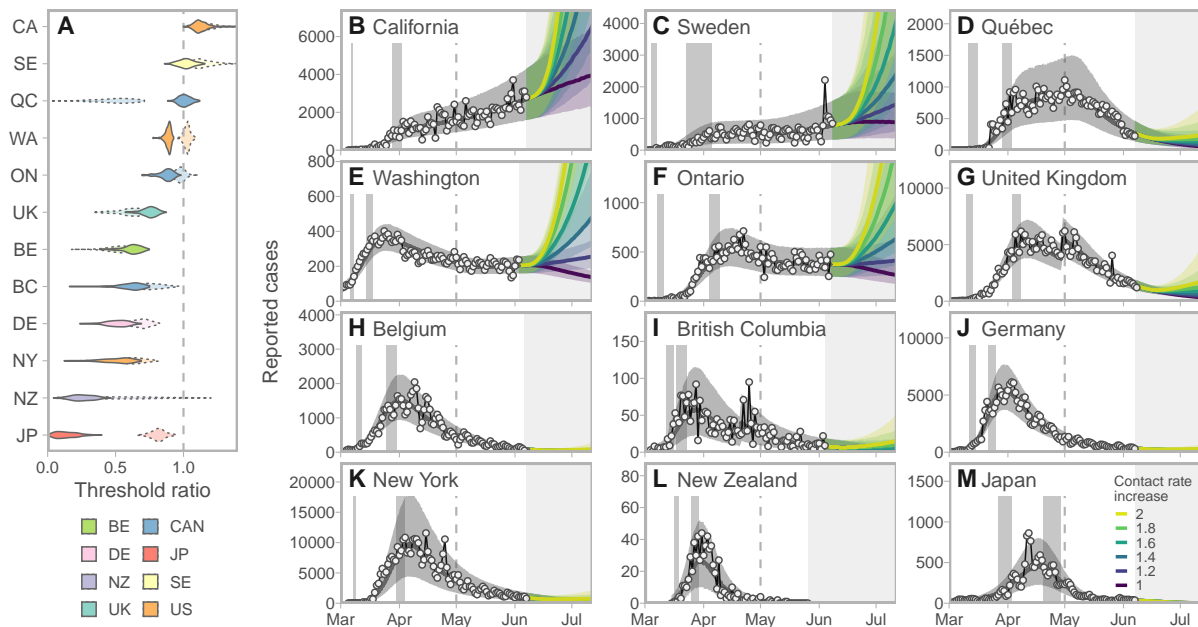 A
CA
SE
QC
WA
ON
UK
BE
BC
DE
NY
NZ
JP
0.0 0.5 1.0
Threshold ratio
BE CAN
DE JP
NZ SE
UK US
Reported cases
B California
6000
4000
2000
0
C Sweden
4000
3000
2000
1000
0
D Québec
2000
1500
1000
500
0
E Washington
800
600
400
200
0
F Ontario
1000
500
0
G United Kingdom
10000
5000
0
H Belgium
4000
3000
2000
1000
0
I British Columbia
150
100
50
0
J Germany
10000
5000
0
K New York
20000
15000
10000
5000
0
Mar Apr May Jun Jul
L New Zealand
80
60
40
20
0
Mar Apr May Jun Jul
M Japan
1500
1000
500
0
Mar Apr May Jun Jul
Contact rate
increase
2
1.8
1.6
1.4
1.2
1